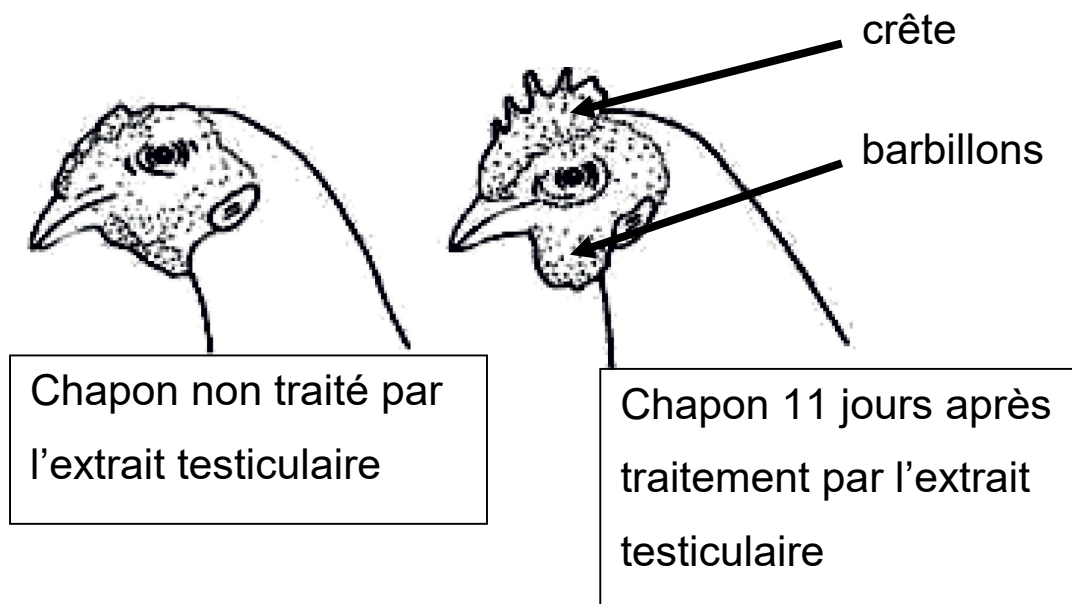 crête
barbillons
Chapon non traité par
l’extrait testiculaire
Chapon 11 jours après
traitement par l’extrait
testiculaire